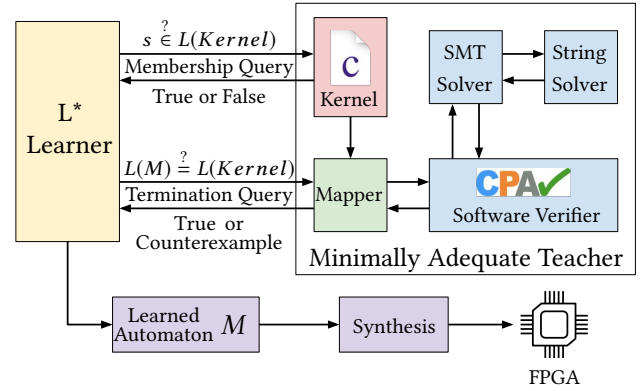 L*
Learner
s ?∈ L(Kernel)
Membership Query
True or False
L(M) ?= L(Kernel)
Termination Query
True or
Counterexample
C
Kernel
Mapper
SMT
Solver
String
Solver
CPA
Software Verifier
Minimally Adequate Teacher
Learned
Automaton M
Synthesis
FPGA